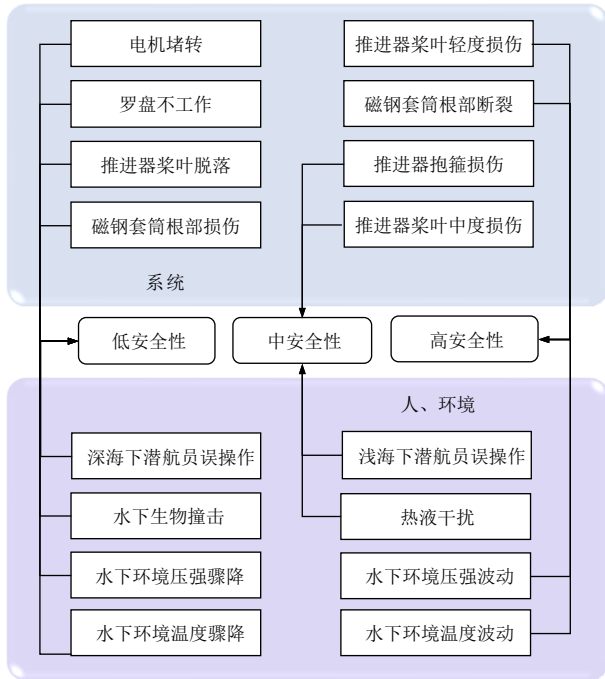 电机堵转
推进器桨叶轻度损伤
罗盘不工作
磁钢套筒根部断裂
推进器桨叶脱落
推进器抱箍损伤
磁钢套筒根部损伤
推进器桨叶中度损伤
系统
低安全性
中安全性
高安全性
人、环境
深海下潜航员误操作
浅海下潜航员误操作
水下生物撞击
热液干扰
水下环境压强骤降
水下环境压强波动
水下环境温度骤降
水下环境温度波动